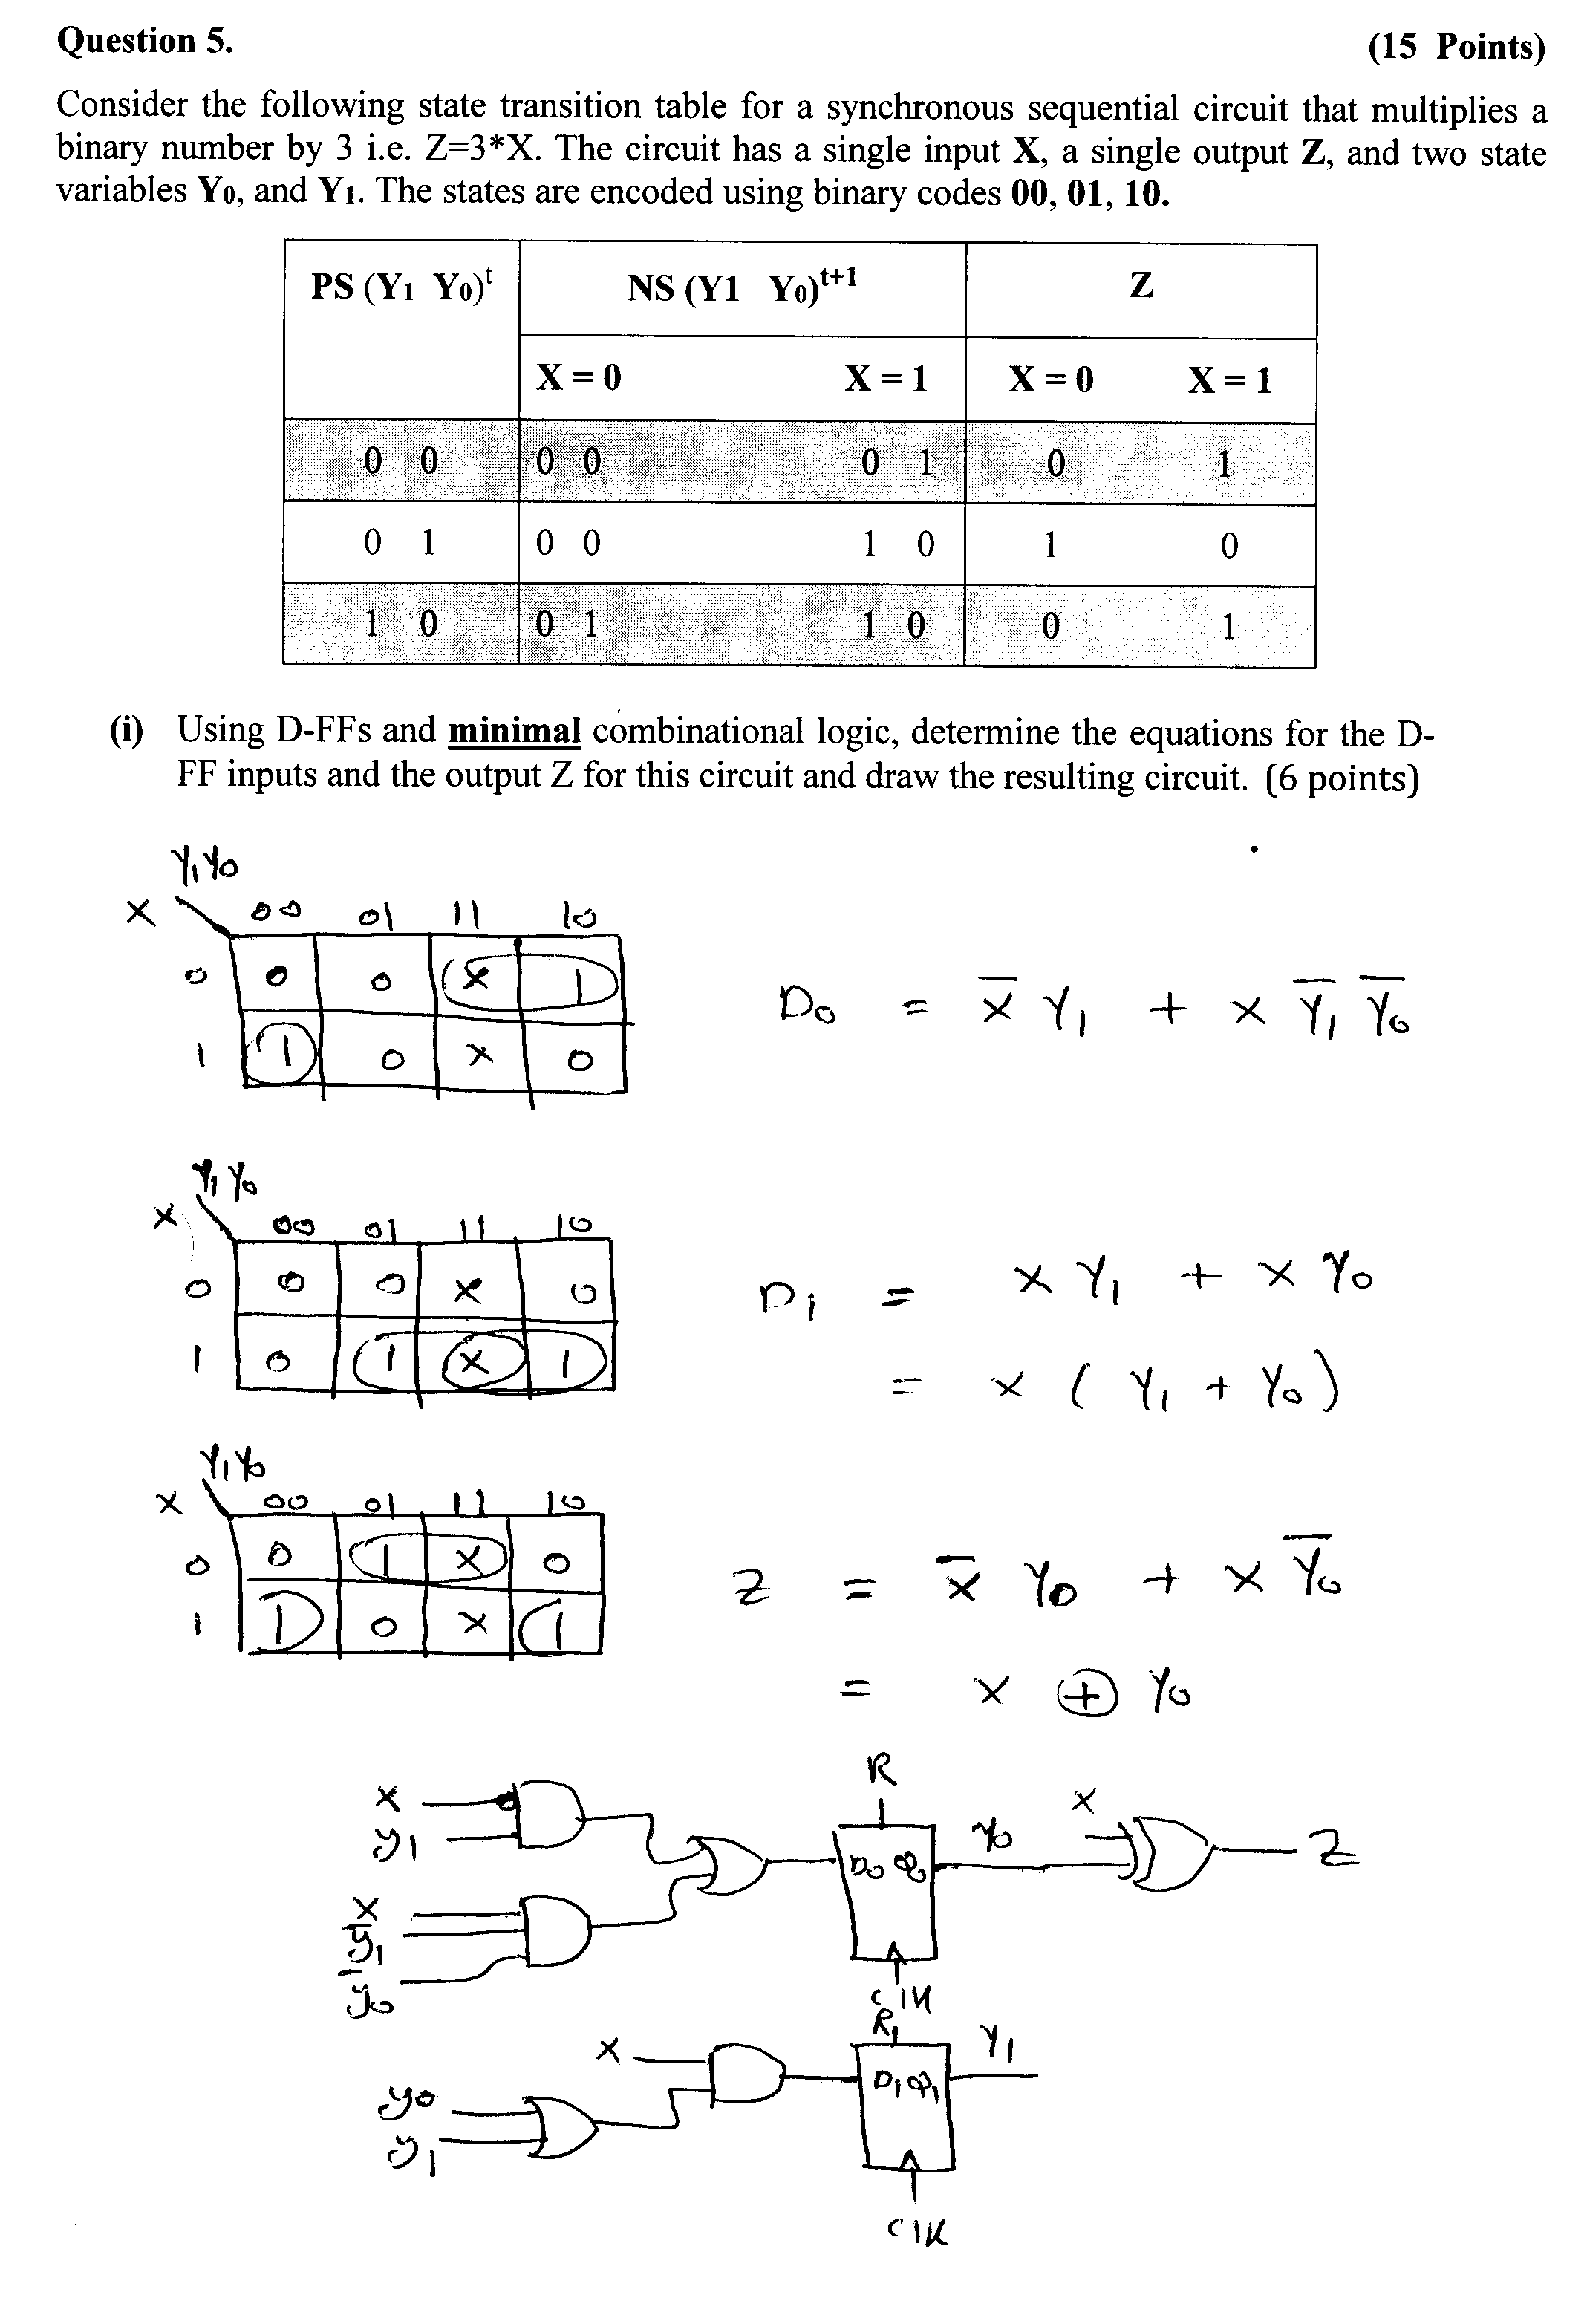 Question 5. (15 Points)
Consider the following state transition table for a synchronous sequential circuit that multiplies a
binary number by 3 i.e. Z=3*X. The circuit has a single input X, a single output Z, and two state
variables Y0, and Y1. The states are encoded using binary codes 00, 01, 10.
PS (Y1 Y0)^t NS (Y1 Y0)^t+1 Z
X = 0 X = 1 X = 0 X = 1
0 0 0 0 0 1 0 1
0 1 0 0 1 0 1 0
1 0 0 1 1 0 0 1
(i) Using D-FFs and minimal combinational logic, determine the equations for the D-
FF inputs and the output Z for this circuit and draw the resulting circuit. (6 points)
Y1Y0
X 00 01 11 10
0 0 0 X 1
1 1 0 X 0
D0 = X̅ Y1 + X Y̅1 Y̅0
Y1 Y0
X 00 01 11 10
0 0 0 X 0
1 0 1 X 1
D1 = X Y1 + X Y0
= X ( Y1 + Y0 )
Y1Y0
X 00 01 11 10
0 0 1 X 0
1 1 0 X 1
Z = X̅ Y0 + X Y̅0
= X ⊕ Y0
R
X
y1
D0 Q0
Y0
X
Z
X
y̅1
y̅0
Clk
R1
X
y0
y1
D1 Q1
Y1
Clk